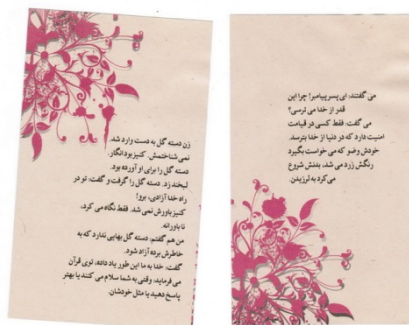 می گفتند: ای پسر پیامبر! چرا این
قدر از خدا می ترسی؟
می گفت: فقط کسی در قیامت
امنیت دارد که در دنیا از خدا بترسد.
خودش وضو که می خواست بگیرد
رنگش زرد می شد، بدنش شروع
می کرد به لرزیدن.
زن دسته گل به دست وارد شد.
نمی شناختمش. کنیز بود انگار.
دسته گل را برای او آورده بود.
لبخند زد. دسته گل را گرفت و گفت: تو در
راه خدا آزادی، برو!
کنیز باورش نمی شد. فقط نگاه می کرد،
ناباورانه.
من هم گفتم: دسته گل بهایی ندارد که به
خاطرش برده آزاد شود.
گفت: خدا به ما این طور یاد داده، توی قرآن
می فرماید، وقتی به شما سلام می کنند یا بهتر
پاسخ دهید یا مثل خودشان.